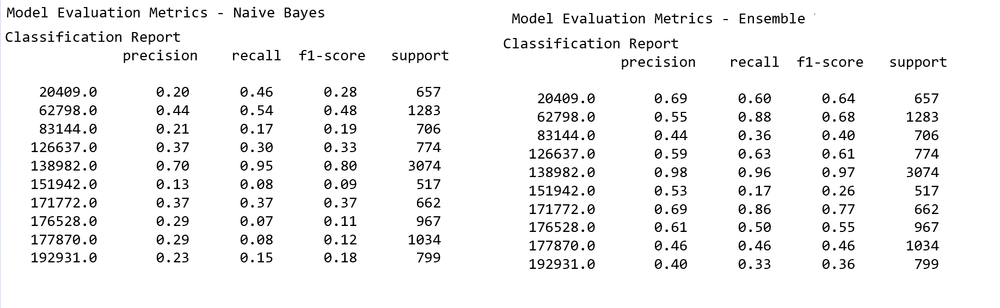 Model Evaluation Metrics - Naive Bayes
Classification Report
precision recall f1-score support
20409.0 0.20 0.46 0.28 657
62798.0 0.44 0.54 0.48 1283
83144.0 0.21 0.17 0.19 706
126637.0 0.37 0.30 0.33 774
138982.0 0.70 0.95 0.80 3074
151942.0 0.13 0.08 0.09 517
171772.0 0.37 0.37 0.37 662
176528.0 0.29 0.07 0.11 967
177870.0 0.29 0.08 0.12 1034
192931.0 0.23 0.15 0.18 799
Model Evaluation Metrics - Ensemble
Classification Report
precision recall f1-score support
20409.0 0.69 0.60 0.64 657
62798.0 0.55 0.88 0.68 1283
83144.0 0.44 0.36 0.40 706
126637.0 0.59 0.63 0.61 774
138982.0 0.98 0.96 0.97 3074
151942.0 0.53 0.17 0.26 517
171772.0 0.69 0.86 0.77 662
176528.0 0.61 0.50 0.55 967
177870.0 0.46 0.46 0.46 1034
192931.0 0.40 0.33 0.36 799